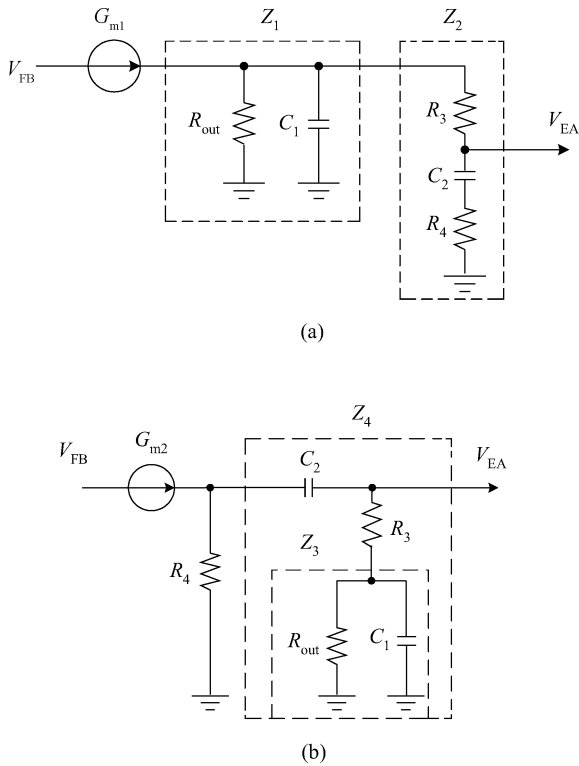 G_m1
Z_1
Z_2
V_FB
R_out
C_1
R_3
V_EA
C_2
R_4
(a)
Z_4
V_FB
G_m2
C_2
V_EA
Z_3
R_3
R_4
R_out
C_1
(b)